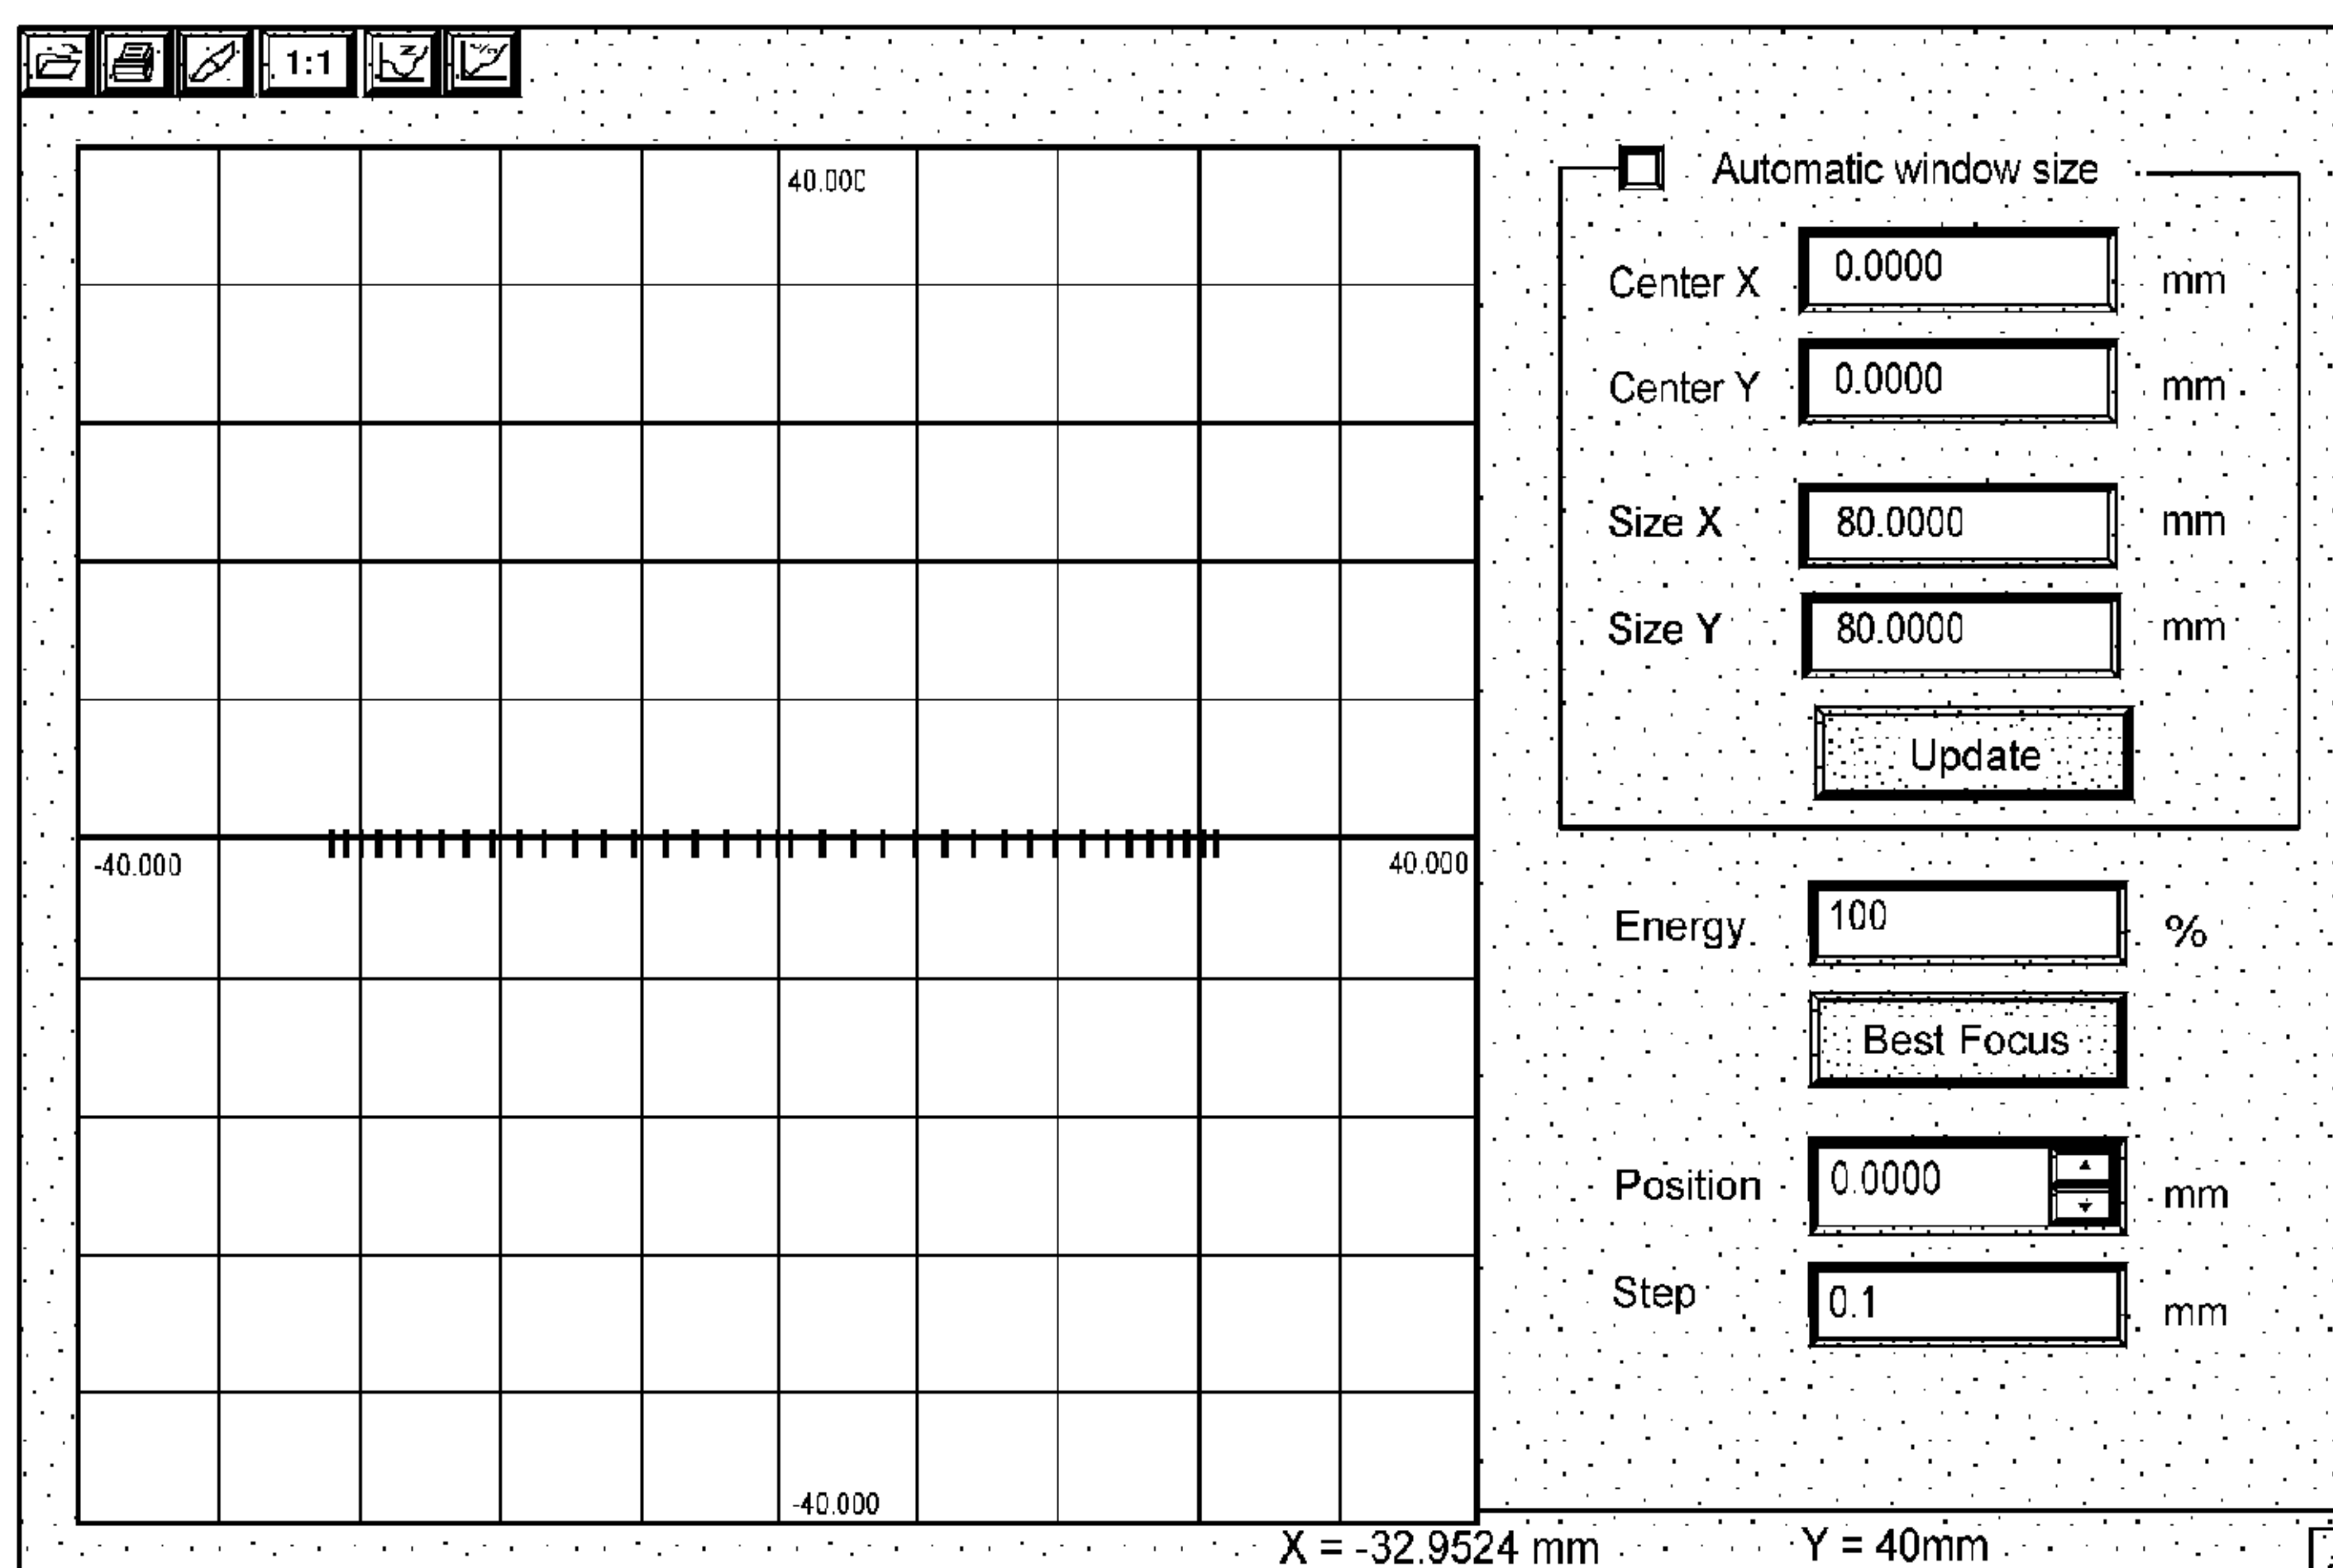 1:1
40.000
Automatic window size
Center X 0.0000 mm
Center Y 0.0000 mm
Size X 80.0000 mm
Size Y 80.0000 mm
Update
-40.000 40.000
Energy 100 %
Best Focus
Position 0.0000 mm
Step 0.1 mm
-40.000
X = -32.9524 mm Y = 40mm